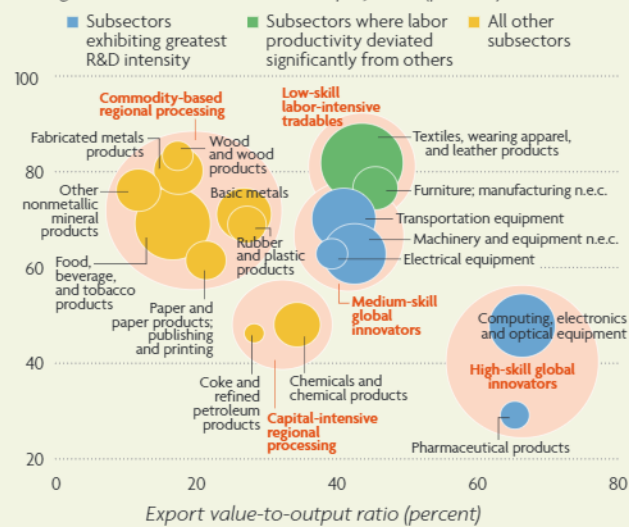 Subsectors exhibiting greatest R&D intensity
Subsectors where labor productivity deviated significantly from others
All other subsectors
100
80
60
40
20
0
20
40
60
80
Export value-to-output ratio (percent)
Commodity-based
regional processing
Fabricated metals
products
Wood
and wood
products
Other
nonmetallic
mineral
products
Basic metals
Rubber
and plastic
products
Food,
beverage,
and tobacco
products
Paper and
paper products;
publishing
and printing
Low-skill
labor-intensive
tradables
Textiles, wearing apparel,
and leather products
Furniture; manufacturing n.e.c.
Transportation equipment
Machinery and equipment n.e.c.
Electrical equipment
Medium-skill
global
innovators
Computing, electronics
and optical equipment
High-skill global
innovators
Pharmaceutical products
Coke and
refined
petroleum
products
Chemicals and
chemical products
Capital-intensive
regional
processing